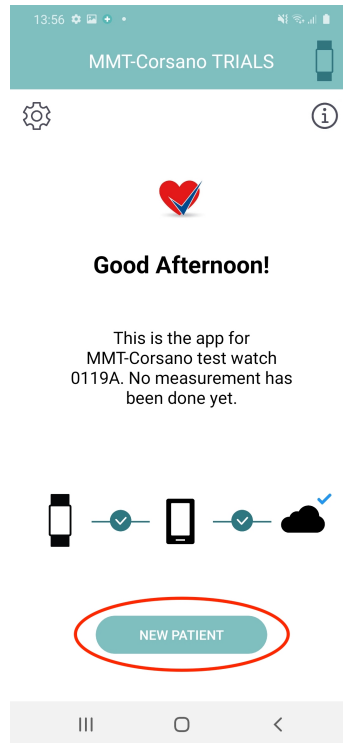 13:56
MMT-Corsano TRIALS
Good Afternoon!
This is the app for
MMT-Corsano test watch
0119A. No measurement has
been done yet.
NEW PATIENT